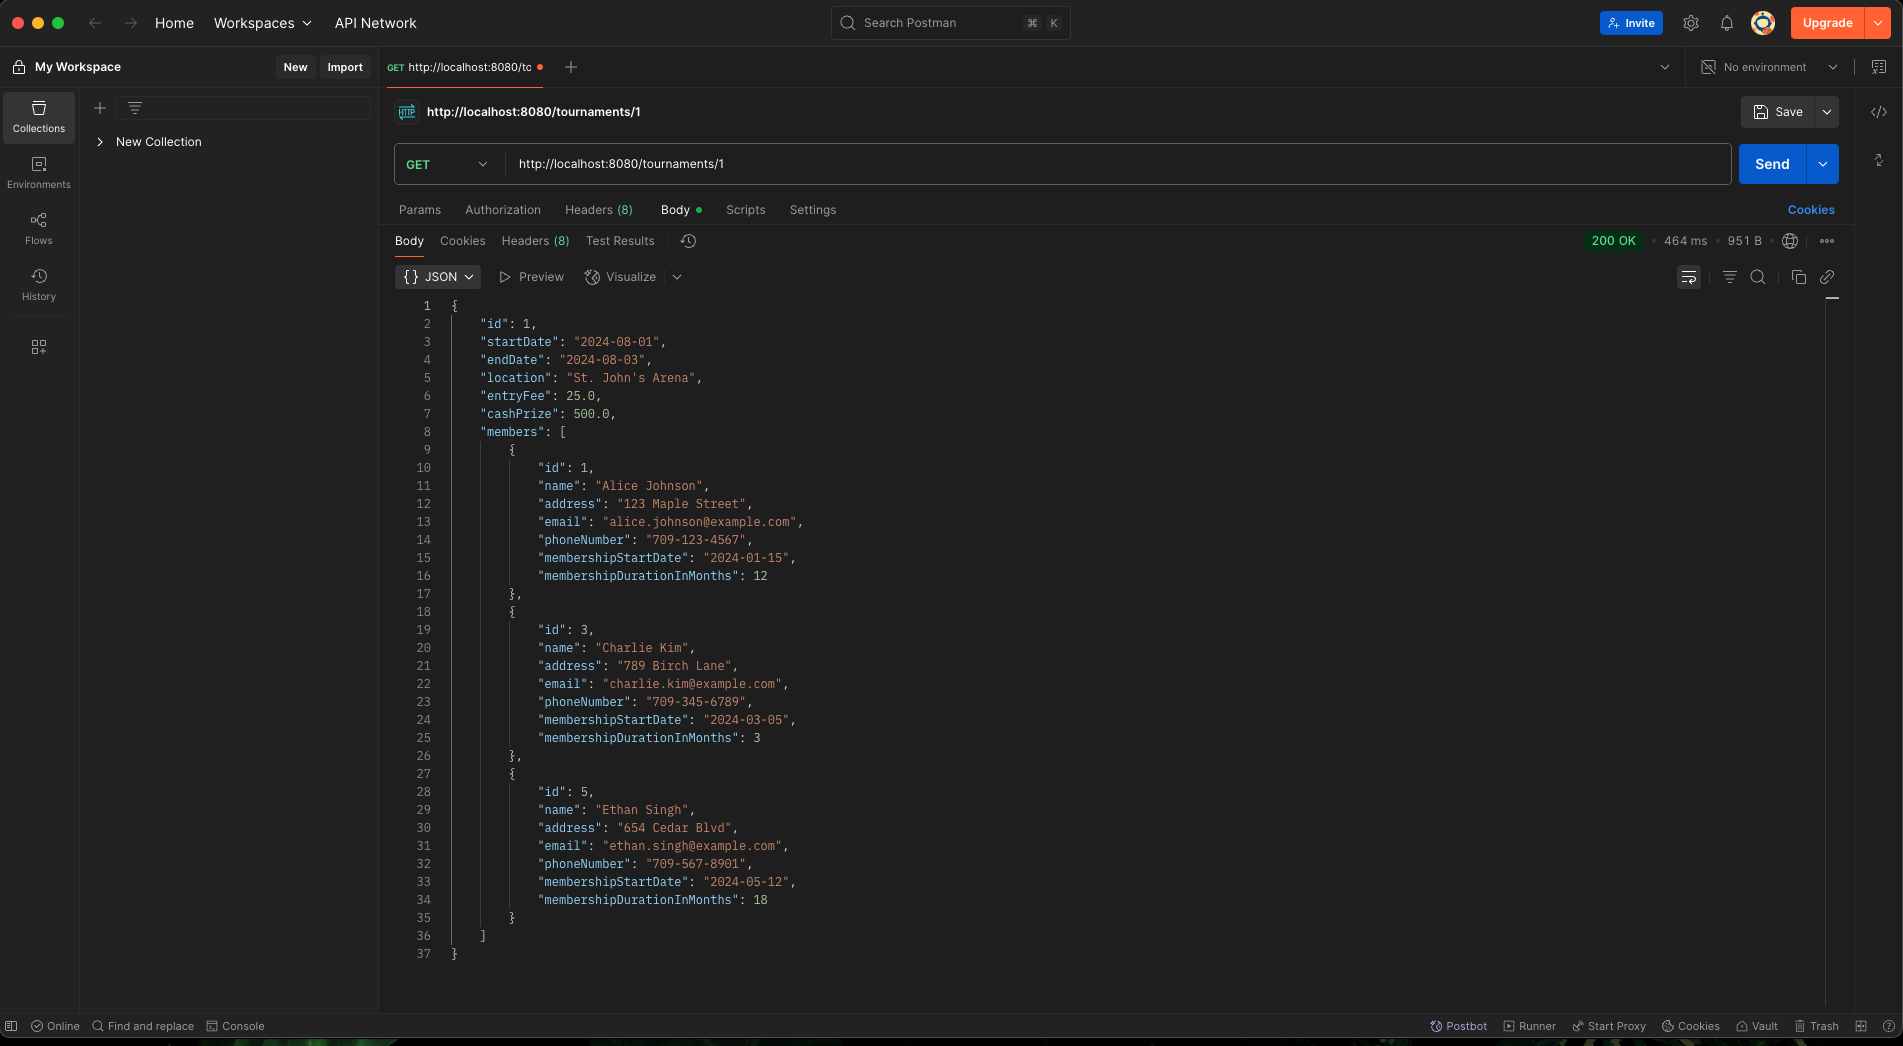 Home Workspaces API Network Search Postman ⌘ K Invite Upgrade
My Workspace New Import GET http://localhost:8080/to No environment
Collections
Environments
Flows
History
New Collection
HTTP http://localhost:8080/tournaments/1 Save
GET http://localhost:8080/tournaments/1 Send
Params Authorization Headers (8) Body Scripts Settings Cookies
Body Cookies Headers (8) Test Results 200 OK 464 ms 951 B
{} JSON Preview Visualize
1 {
2 "id": 1,
3 "startDate": "2024-08-01",
4 "endDate": "2024-08-03",
5 "location": "St. John's Arena",
6 "entryFee": 25.0,
7 "cashPrize": 500.0,
8 "members": [
9 {
10 "id": 1,
11 "name": "Alice Johnson",
12 "address": "123 Maple Street",
13 "email": "alice.johnson@example.com",
14 "phoneNumber": "709-123-4567",
15 "membershipStartDate": "2024-01-15",
16 "membershipDurationInMonths": 12
17 },
18 {
19 "id": 3,
20 "name": "Charlie Kim",
21 "address": "789 Birch Lane",
22 "email": "charlie.kim@example.com",
23 "phoneNumber": "709-345-6789",
24 "membershipStartDate": "2024-03-05",
25 "membershipDurationInMonths": 3
26 },
27 {
28 "id": 5,
29 "name": "Ethan Singh",
30 "address": "654 Cedar Blvd",
31 "email": "ethan.singh@example.com",
32 "phoneNumber": "709-567-8901",
33 "membershipStartDate": "2024-05-12",
34 "membershipDurationInMonths": 18
35 }
36 ]
37 }
Online Find and replace Console Postbot Runner Start Proxy Cookies Vault Trash